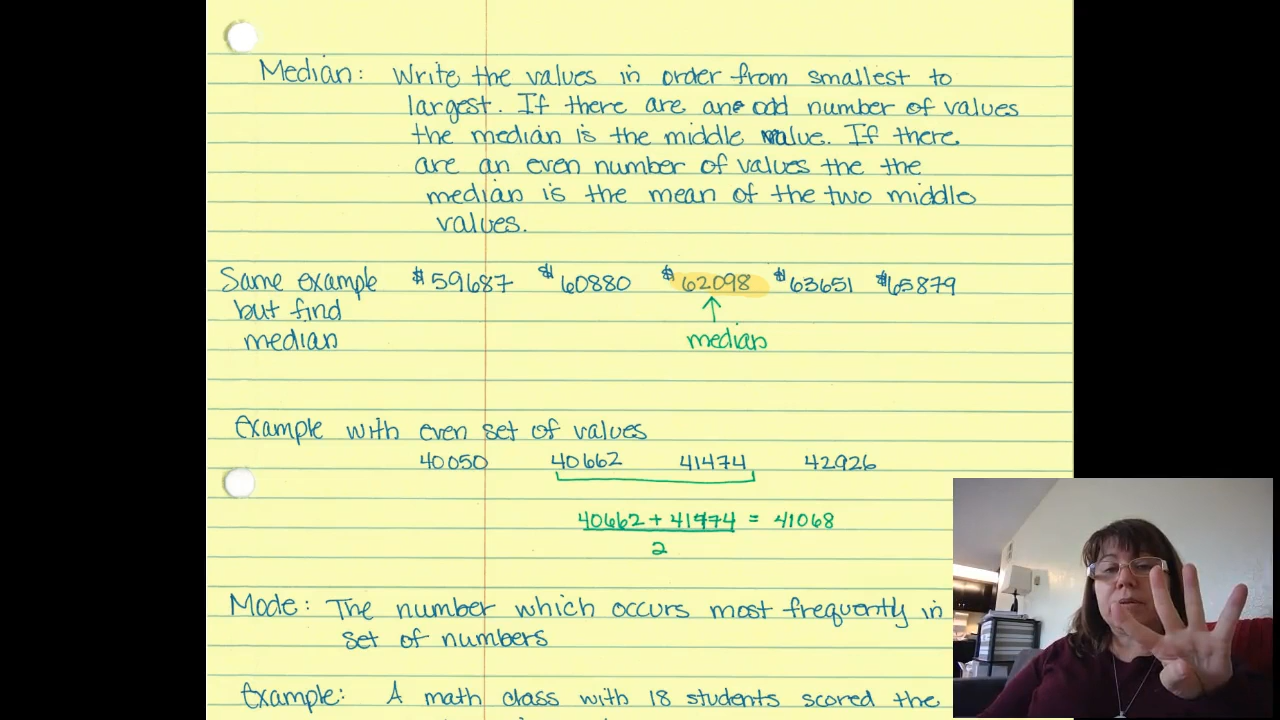 Median: Write the values in order from smallest to
largest. If there are an odd number of values
the median is the middle value. If there
are an even number of values the the
median is the mean of the two middle
values.
Same example $59687 $60880 $62098 $63651 $65879
but find
median
median
Example with even set of values
40050 40662 41474 42926
40662 + 41474 = 41068
2
Mode: The number which occurs most frequently in
set of numbers
Example: A math class with 18 students scored the